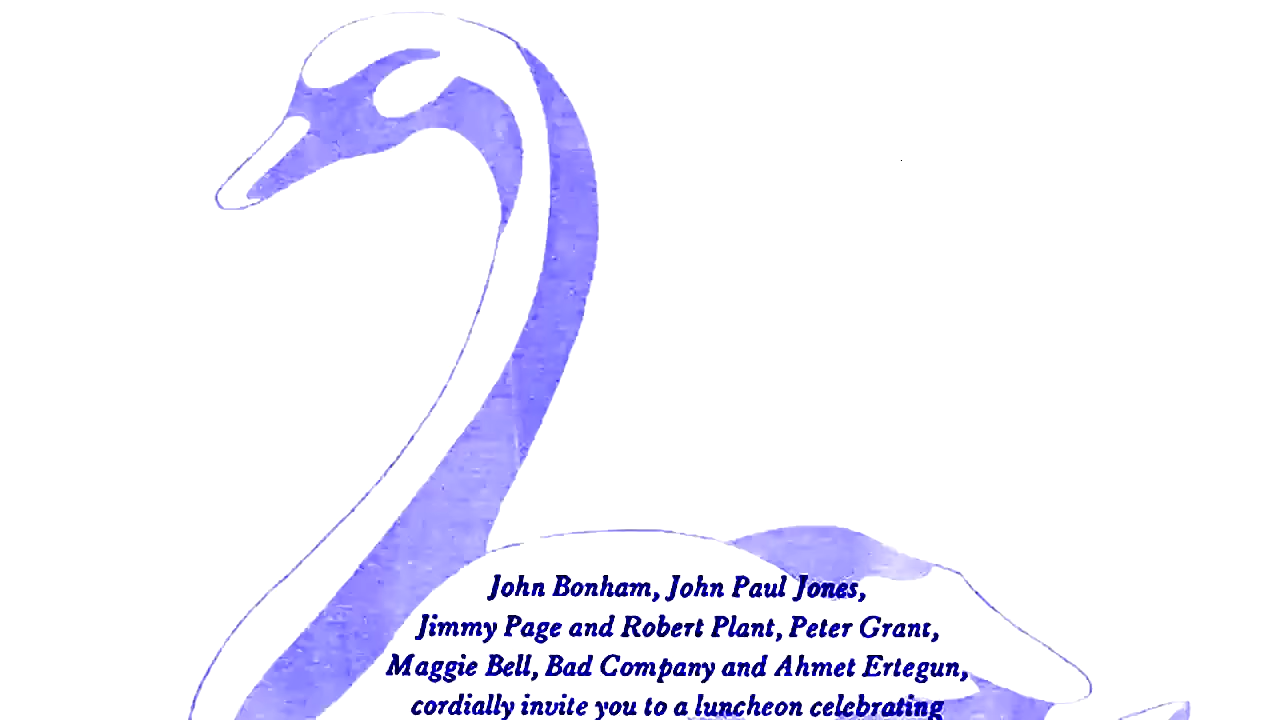 John Bonham, John Paul Jones,
Jimmy Page and Robert Plant, Peter Grant,
Maggie Bell, Bad Company and Ahmet Ertegun,
cordially invite you to a luncheon celebrating